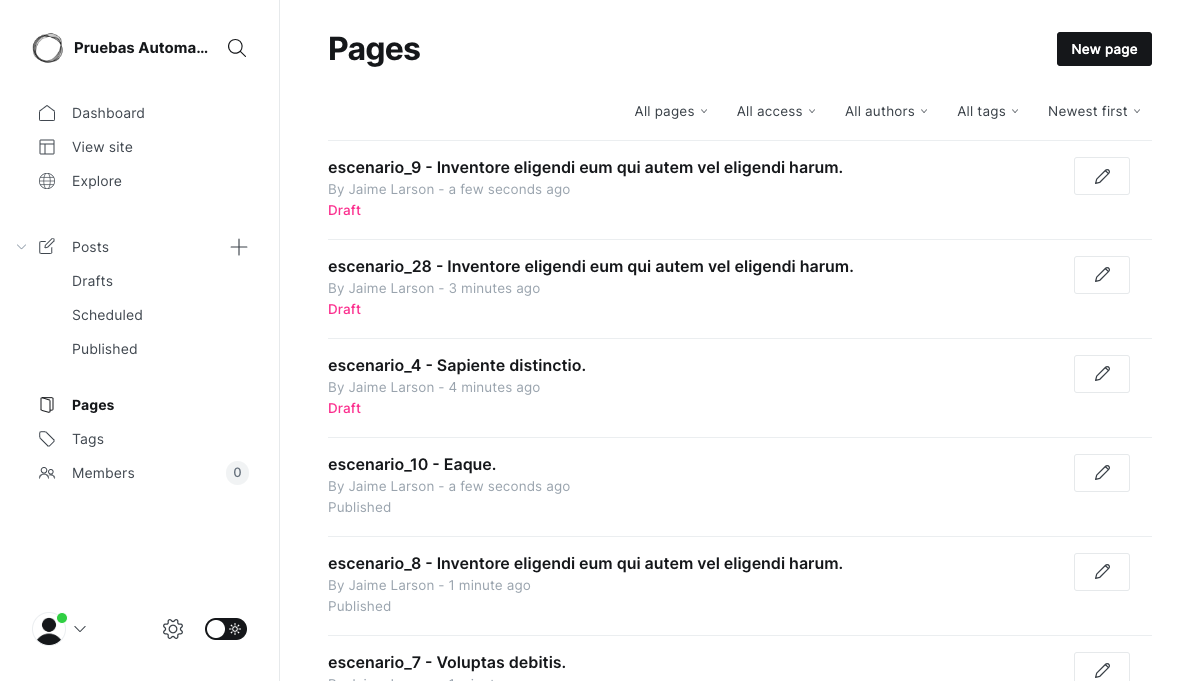 Pruebas Automa...
Dashboard
View site
Explore
Posts
Drafts
Scheduled
Published
Pages
Tags
Members
0
Pages
New page
All pages
All access
All authors
All tags
Newest first
escenario_9 - Inventore eligendi eum qui autem vel eligendi harum.
By Jaime Larson - a few seconds ago
Draft
escenario_28 - Inventore eligendi eum qui autem vel eligendi harum.
By Jaime Larson - 3 minutes ago
Draft
escenario_4 - Sapiente distinctio.
By Jaime Larson - 4 minutes ago
Draft
escenario_10 - Eaque.
By Jaime Larson - a few seconds ago
Published
escenario_8 - Inventore eligendi eum qui autem vel eligendi harum.
By Jaime Larson - 1 minute ago
Published
escenario_7 - Voluptas debitis.